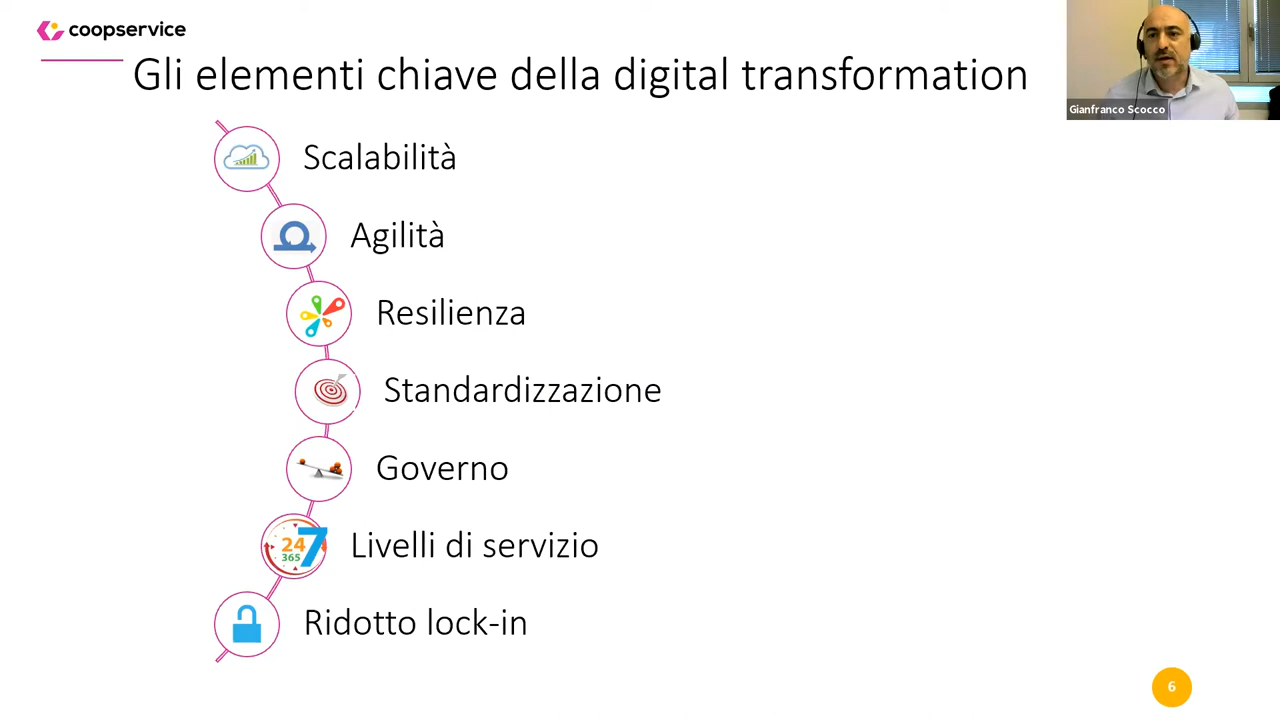 coopservice
Gli elementi chiave della digital transformation
Gianfranco Scocco
Scalabilità
Agilità
Resilienza
Standardizzazione
Governo
24 7
365
Livelli di servizio
Ridotto lock-in
6